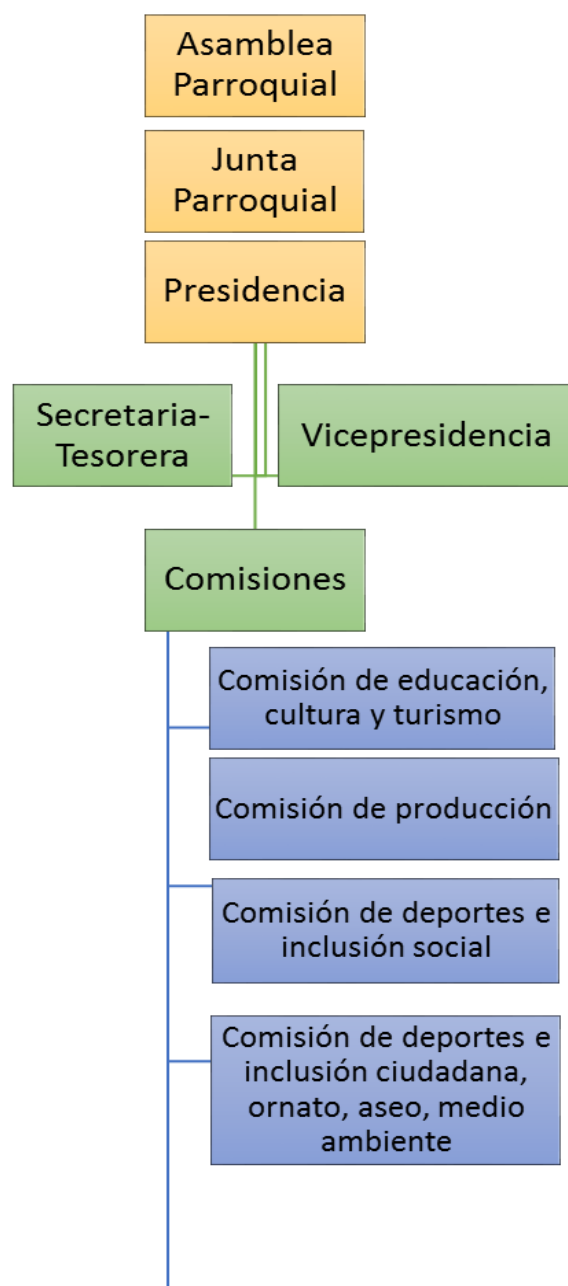 Asamblea
Parroquial
Junta
Parroquial
Presidencia
Secretaria-
Tesorera
Vicepresidencia
Comisiones
Comisión de educación,
cultura y turismo
Comisión de producción
Comisión de deportes e
inclusión social
Comisión de deportes e
inclusión ciudadana,
ornato, aseo, medio
ambiente